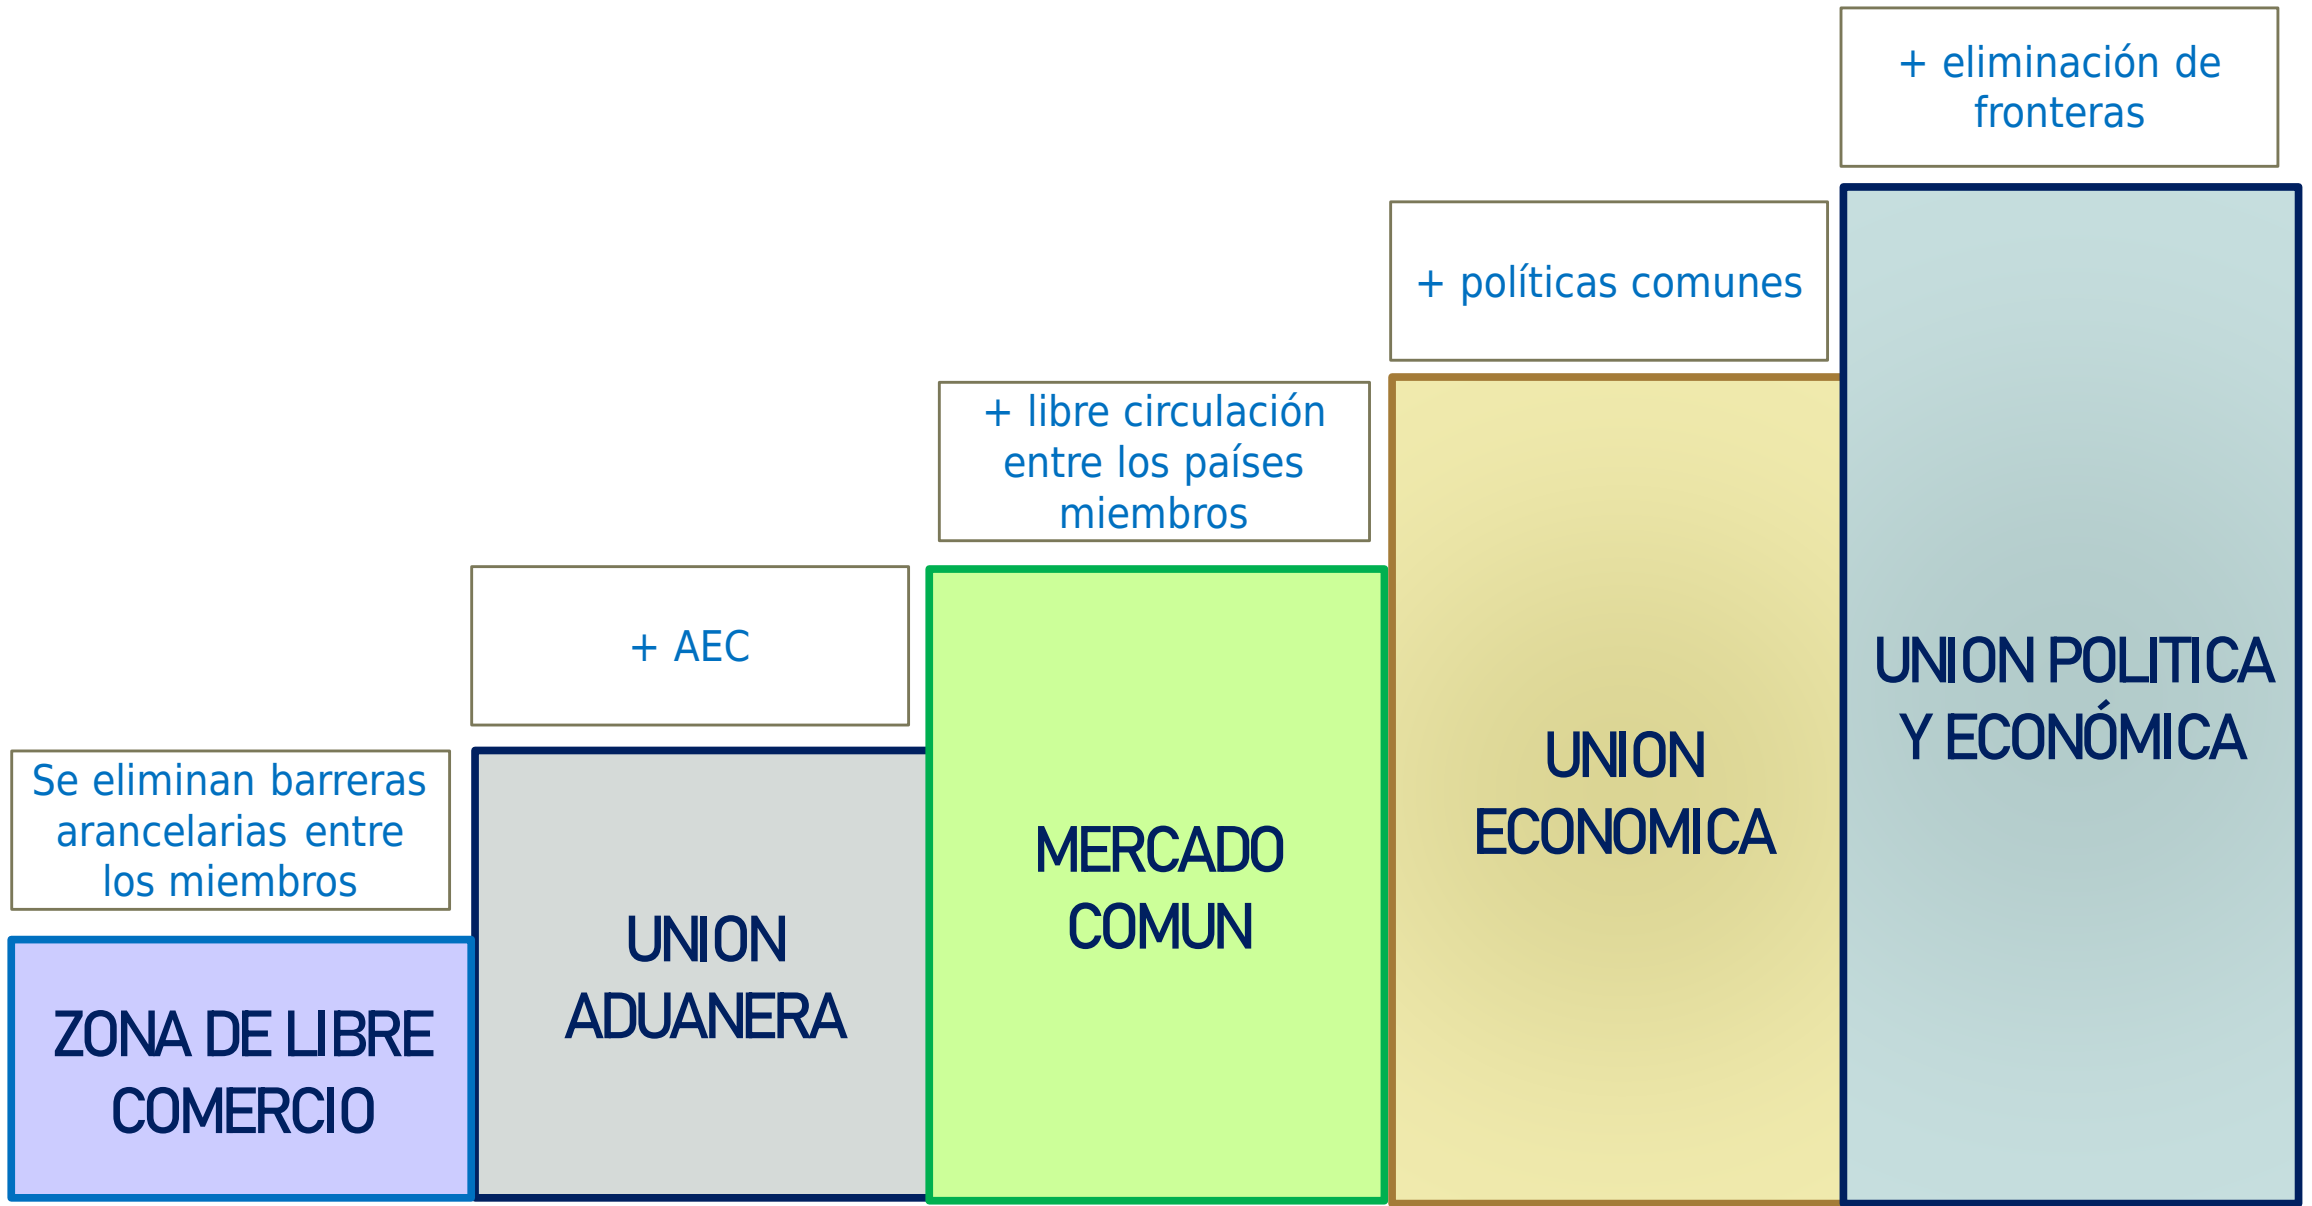 + eliminación de
fronteras
+ políticas comunes
+ libre circulación
entre los países
miembros
+ AEC
Se eliminan barreras
arancelarias entre
los miembros
ZONA DE LIBRE
COMERCIO
UNION
ADUANERA
MERCADO
COMUN
UNION
ECONOMICA
UNION POLITICA
Y ECONÓMICA